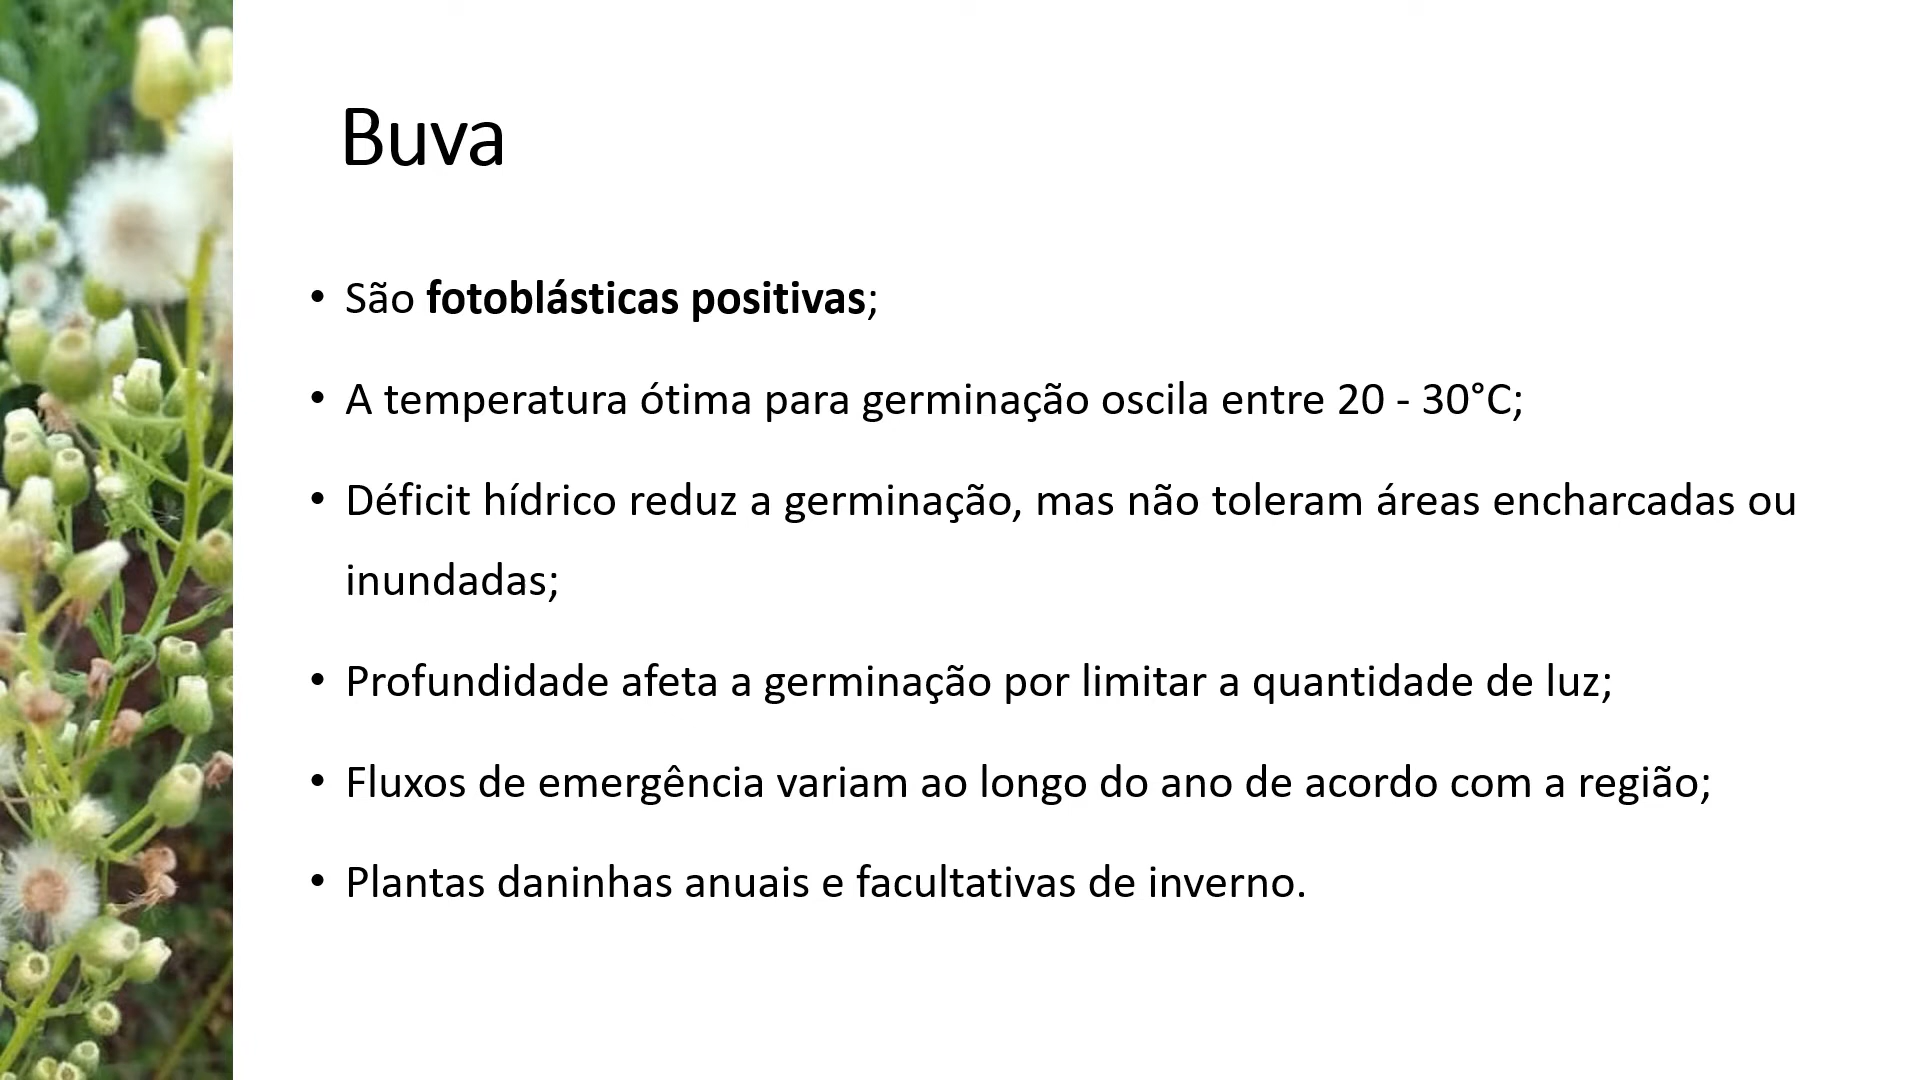 Buva
• São fotoblásticas positivas;
• A temperatura ótima para germinação oscila entre 20 - 30°C;
• Déficit hídrico reduz a germinação, mas não toleram áreas encharcadas ou
inundadas;
• Profundidade afeta a germinação por limitar a quantidade de luz;
• Fluxos de emergência variam ao longo do ano de acordo com a região;
• Plantas daninhas anuais e facultativas de inverno.